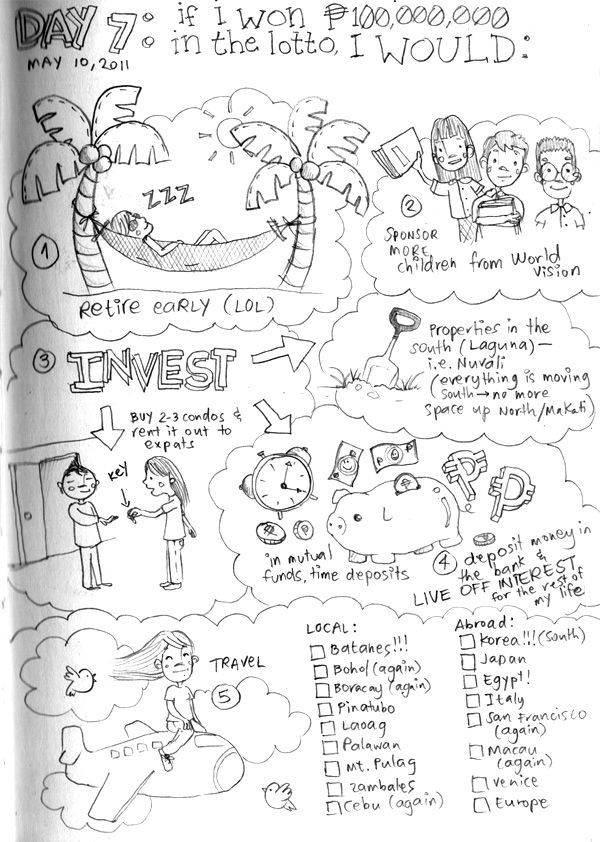 DAY 7: if i won ₱100,000,000
MAY 10, 2011
in the lotto, I WOULD:
ZZZ
1
Retire early (LOL)
2
SPONSOR
MORE
children from World
vision
3 INVEST
Properties in the
south (Laguna) —
i.e. Nuvali
(everything is moving
south → no more
space up North/Makati)
BUY 2-3 condos &
rent it out to
expats
KEY
in mutual
funds, time deposits
4 deposit money in
the bank &
LIVE OFF INTEREST
for the rest of
my life
TRAVEL
5
LOCAL:
Batanes!!!
Bohol (again)
Boracay (again)
Pinatubo
Laoag
Palawan
Mt. Pulag
Zambales
Cebu (again)
Abroad:
Korea!!! (South)
Japan
Egypt!
Italy
San Francisco
(again)
Macau
(again)
Venice
Europe